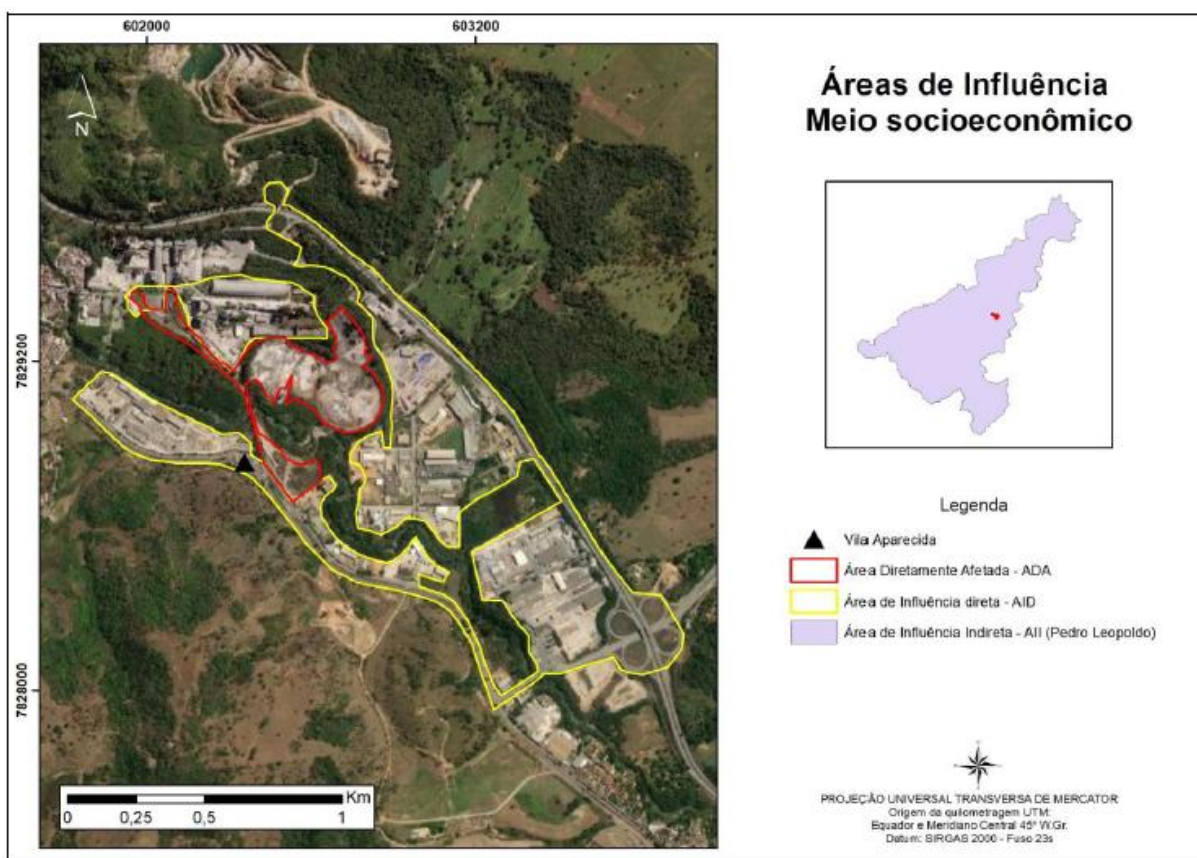 602000
603200
N
7829200
7828000
Km
0
0,25
0,5
1
Áreas de Influência
Meio socioeconômico
Legenda
Vila Aparecida
Área Diretamente Afetada - ADA
Área de Influência direta - AID
Área de Influência Indireta - AII (Pedro Leopoldo)
PROJEÇÃO UNIVERSAL TRANSVERSA DE MERCATOR
Origem da quilometragem UTM:
Equador e Meridiano Central 45° W.Gr.
Datum: SIRGAS 2000 - Fuso 23s